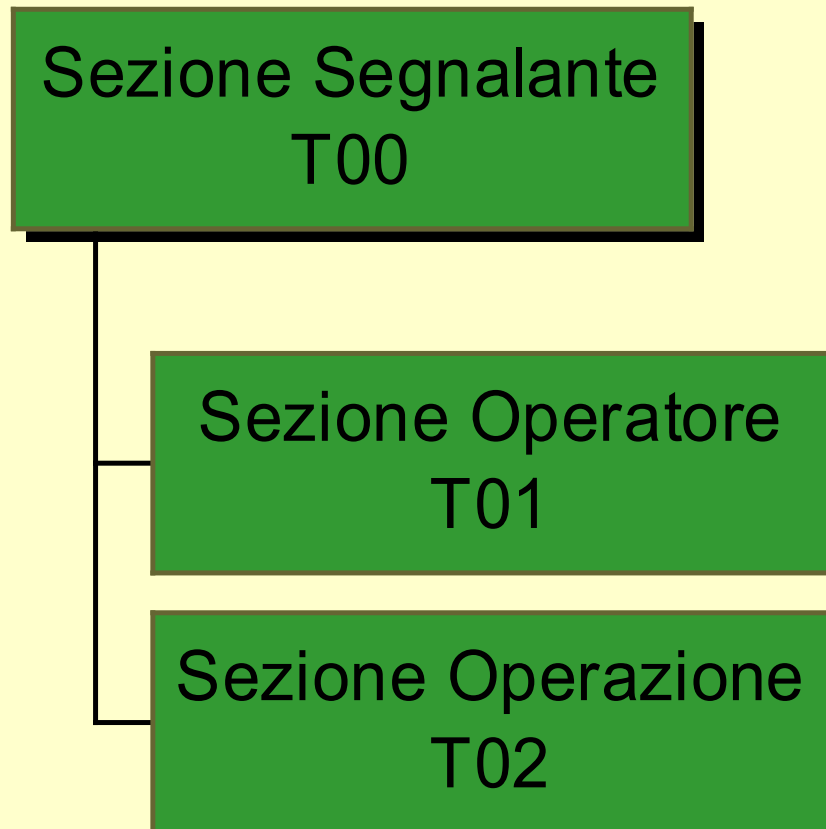 Sezione Segnalante
T00
Sezione Operatore
T01
Sezione Operazione
T02